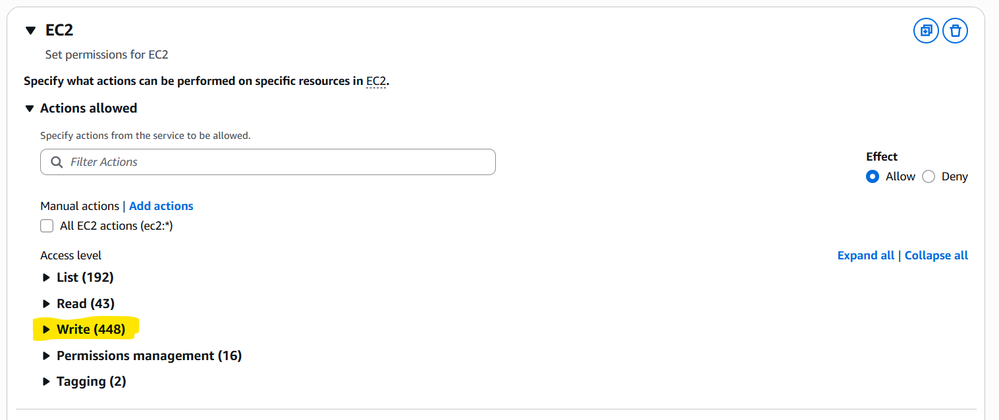 EC2
Set permissions for EC2
Specify what actions can be performed on specific resources in EC2.
Actions allowed
Specify actions from the service to be allowed.
Filter Actions
Effect
Allow Deny
Manual actions | Add actions
All EC2 actions (ec2:*)
Access level Expand all | Collapse all
List (192)
Read (43)
Write (448)
Permissions management (16)
Tagging (2)